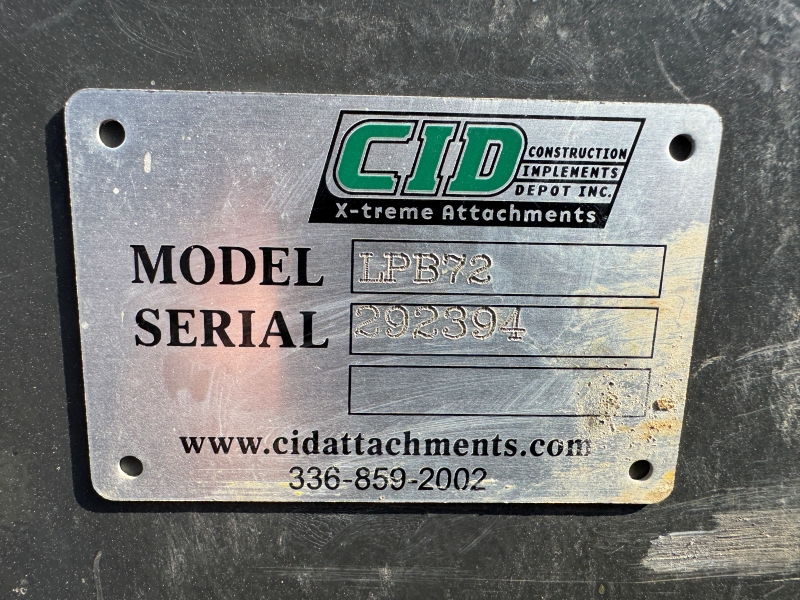 CID
CONSTRUCTION
IMPLEMENTS
DEPOT INC.
X-treme Attachments
MODEL LPB72
SERIAL 292394
www.cidattachments.com
336-859-2002